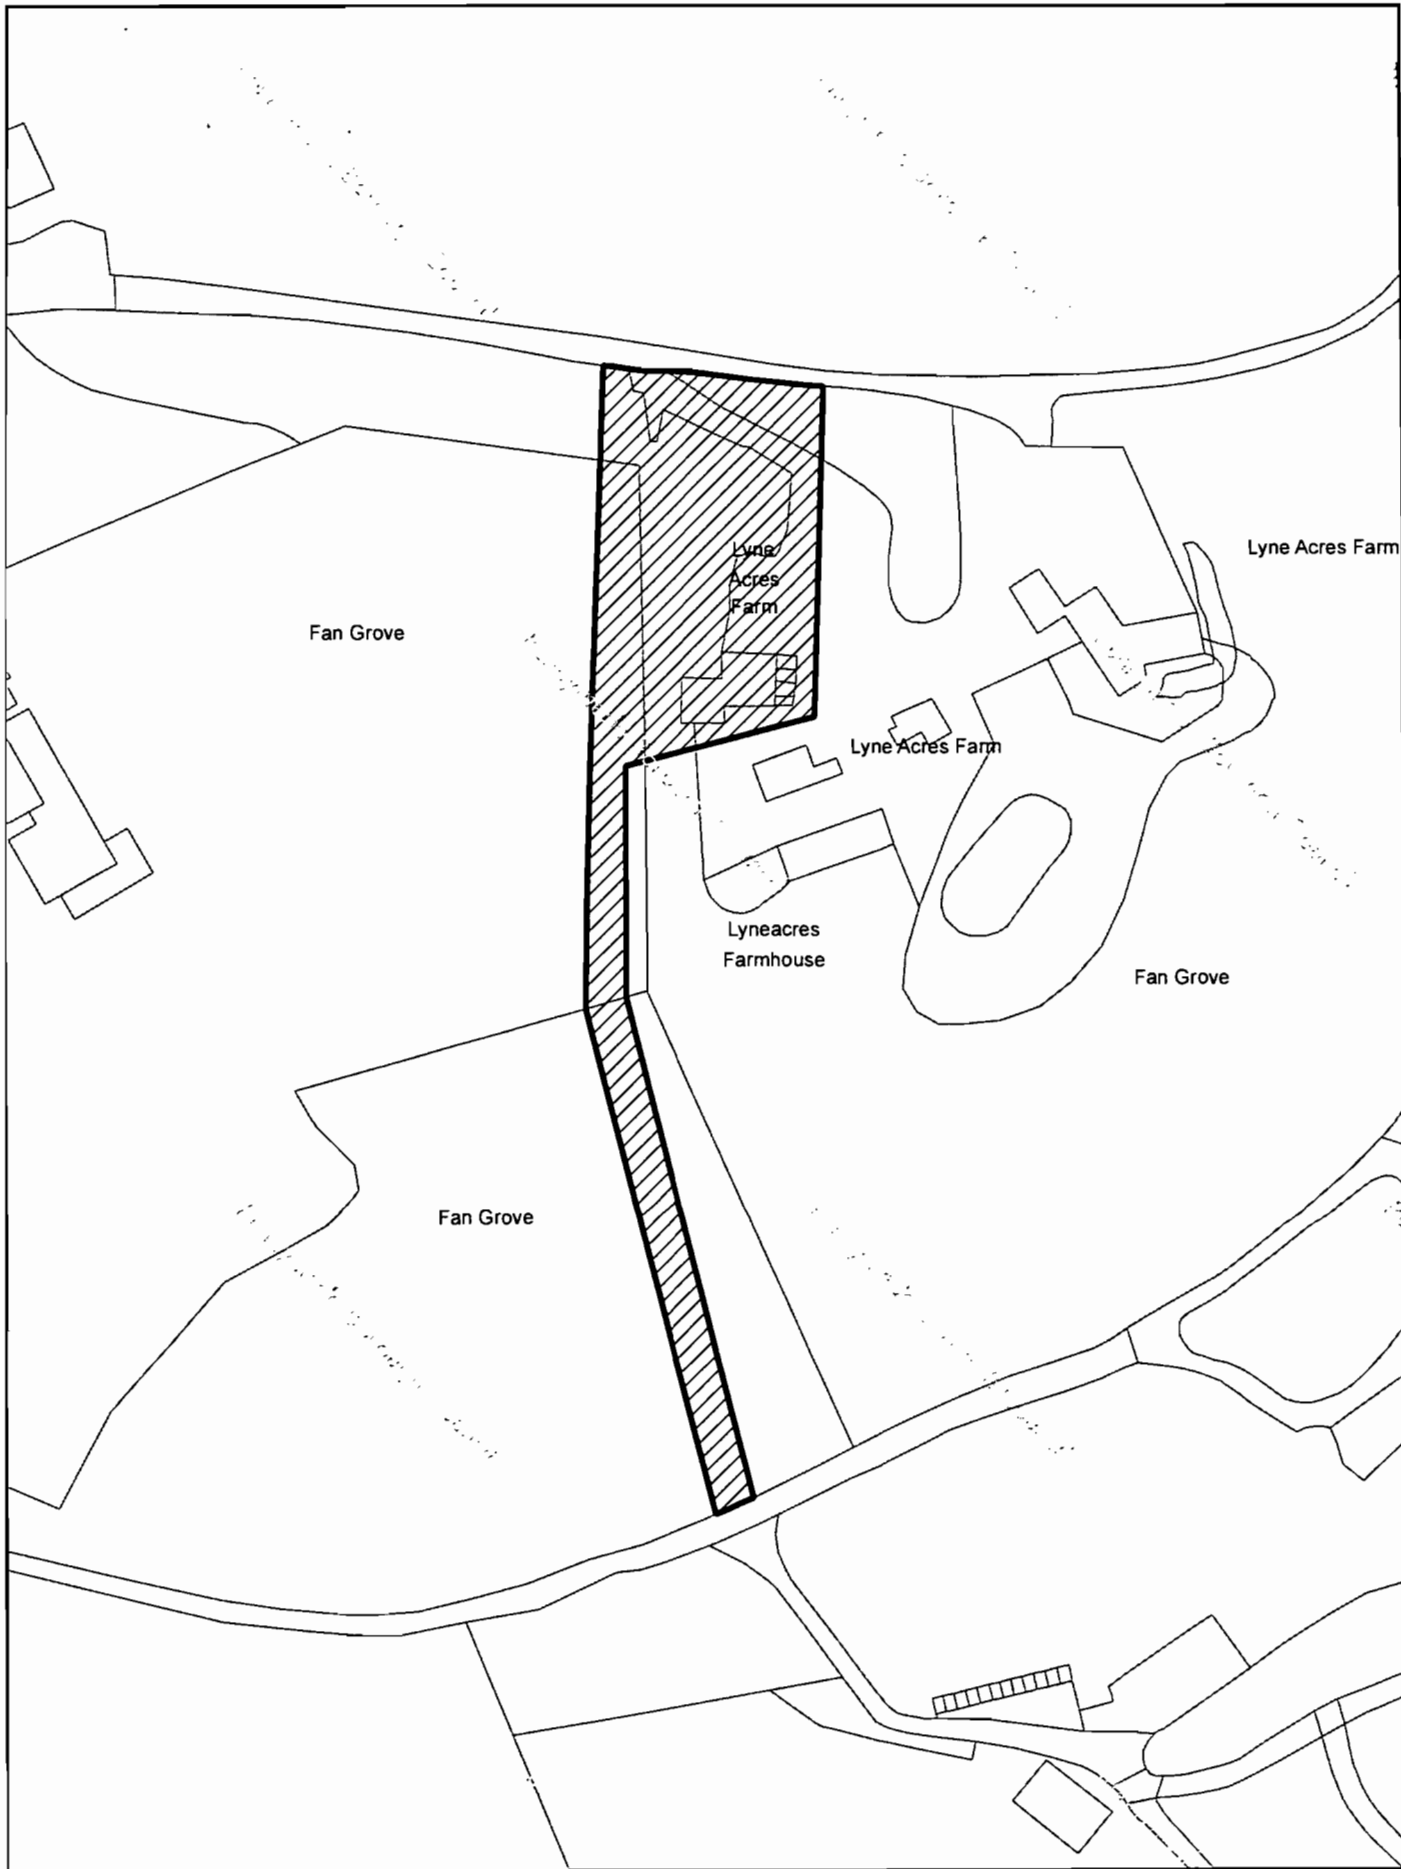 Lyne Acres Farm
Lyne
Acres
Farm
Fan Grove
Lyne Acres Farm
Lyneacres
Farmhouse
Fan Grove
Fan Grove